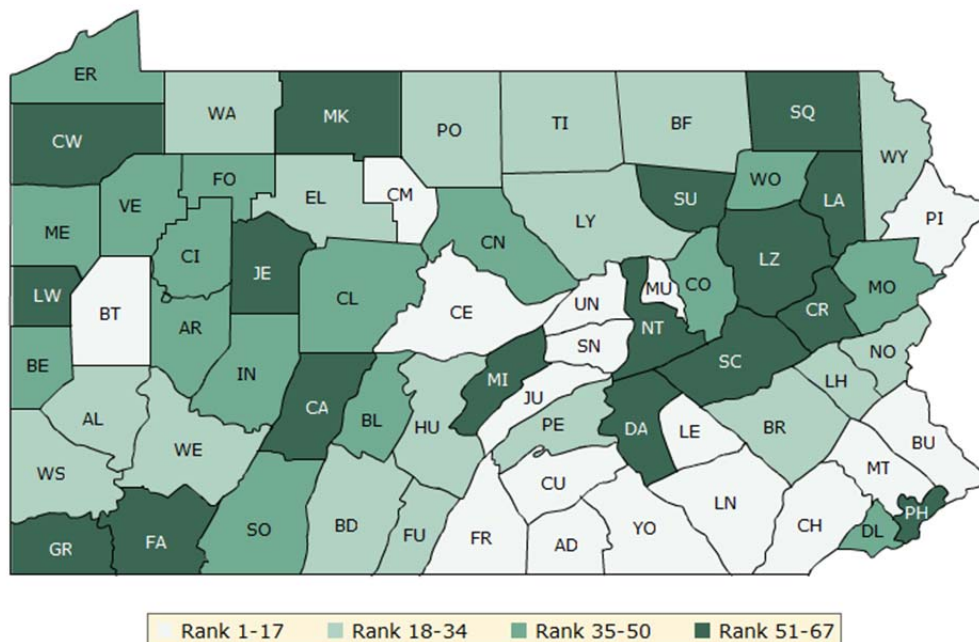 ER
WA MK PO TI BF SQ WY
CW
FO EL CM WO LA PI
VE SU
ME LY
CN
CI JE LZ
LW CL MU CO MO
BT CE UN NT CR
AR SN
BE IN MI SC NO
CA JU LH
AL BL HU PE DA LE BR BU
WE
WS CU MT
LN
GR FA SO BD FU FR AD YO CH DL PH
Rank 1-17 Rank 18-34 Rank 35-50 Rank 51-67